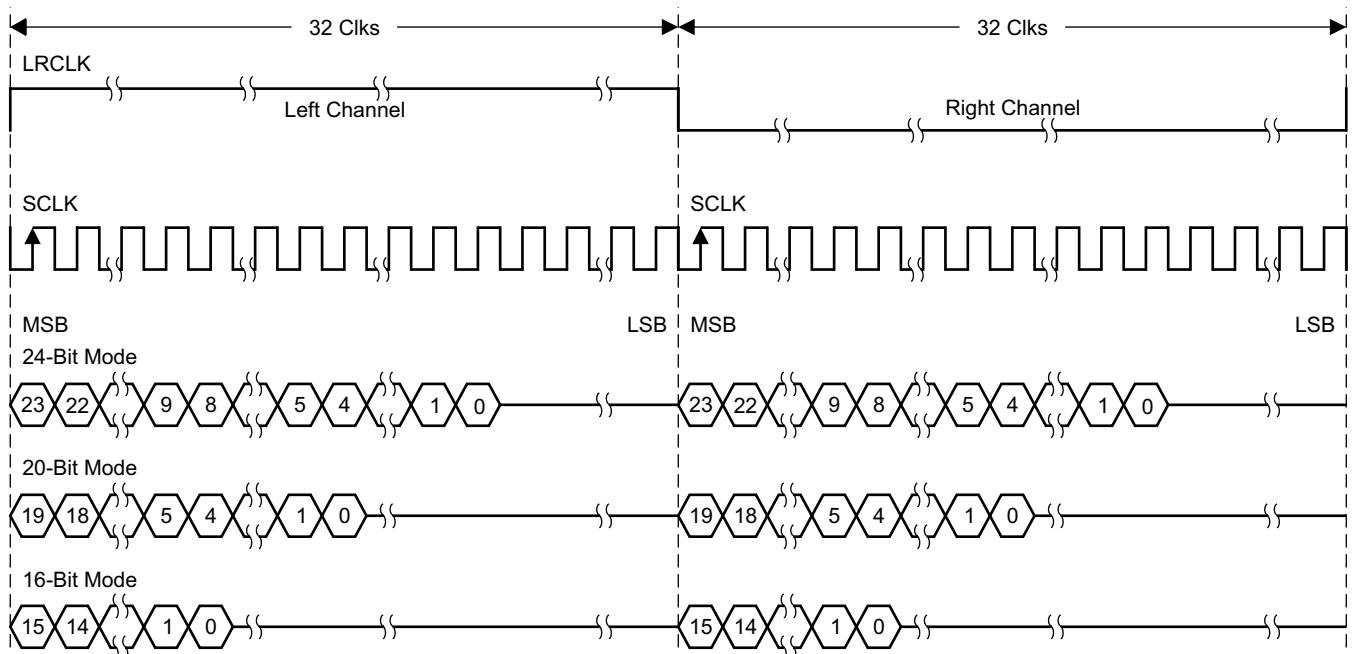 32 Clks 32 Clks
LRCLK
Left Channel Right Channel
SCLK SCLK
MSB LSB MSB LSB
24-Bit Mode
23 22 9 8 5 4 1 0 23 22 9 8 5 4 1 0
20-Bit Mode
19 18 5 4 1 0 19 18 5 4 1 0
16-Bit Mode
15 14 1 0 15 14 1 0